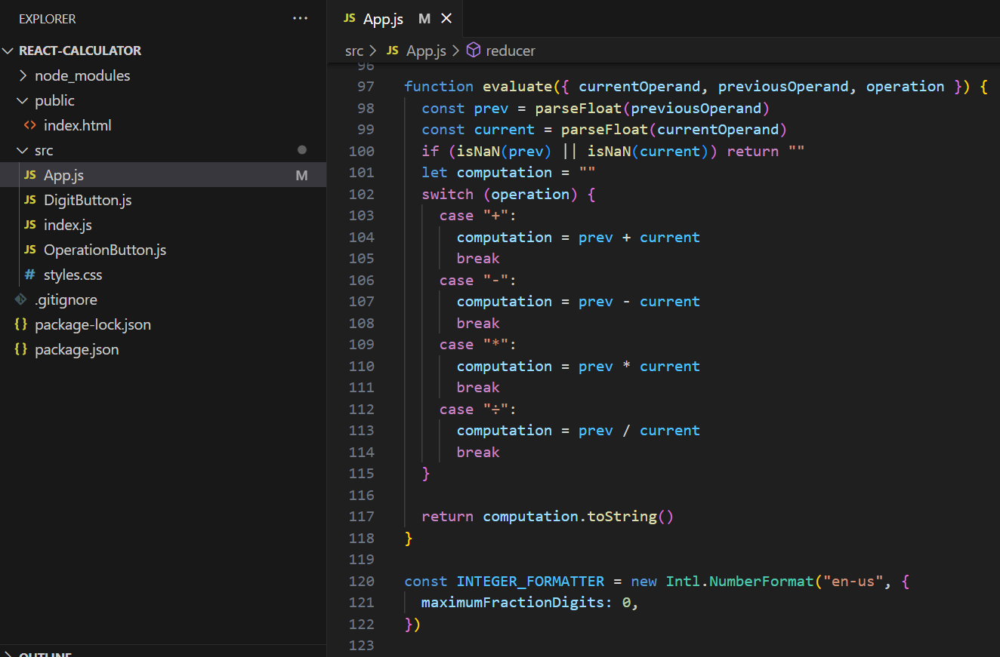 EXPLORER
···
REACT-CALCULATOR
node_modules
public
<> index.html
src
JS App.js M
JS DigitButton.js
JS index.js
JS OperationButton.js
# styles.css
.gitignore
{} package-lock.json
{} package.json
OUTLINE
JS App.js M
src > JS App.js > reducer
96
97 function evaluate({ currentOperand, previousOperand, operation }) {
98 const prev = parseFloat(previousOperand)
99 const current = parseFloat(currentOperand)
100 if (isNaN(prev) || isNaN(current)) return ""
101 let computation = ""
102 switch (operation) {
103 case "+":
104 computation = prev + current
105 break
106 case "-":
107 computation = prev - current
108 break
109 case "*":
110 computation = prev * current
111 break
112 case "÷":
113 computation = prev / current
114 break
115 }
116
117 return computation.toString()
118 }
119
120 const INTEGER_FORMATTER = new Intl.NumberFormat("en-us", {
121 maximumFractionDigits: 0,
122 })
123